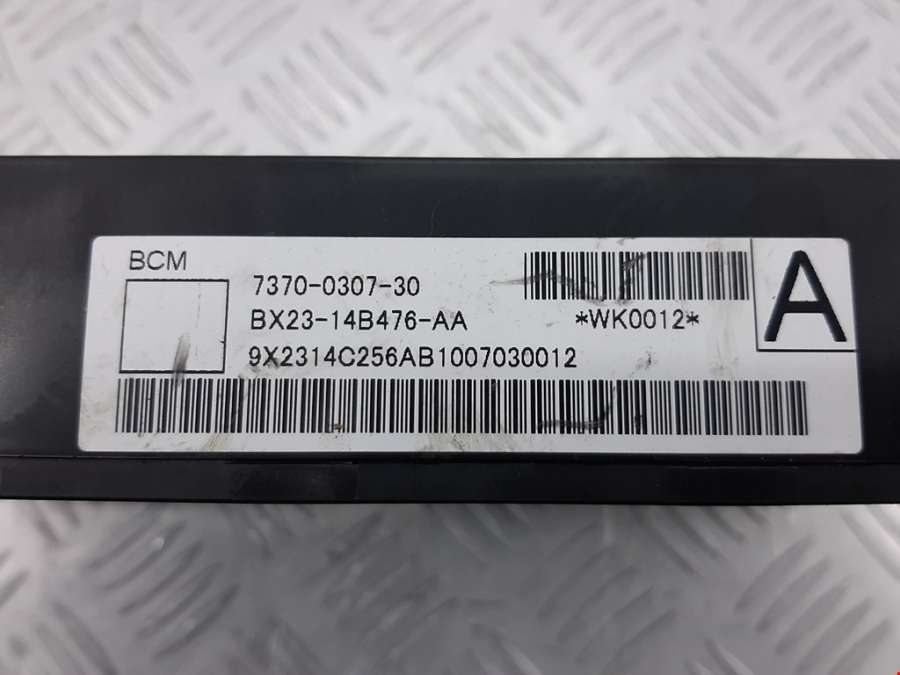 BCM
7370-0307-30
BX23-14B476-AA
*WK0012*
9X2314C256AB1007030012
A